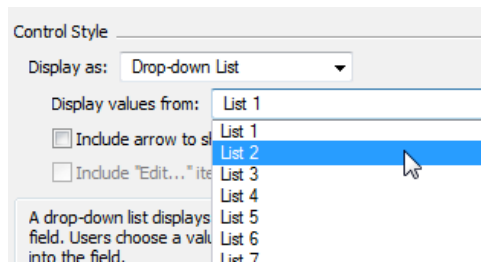 Control Style
Display as: Drop-down List
Display values from: List 1
List 1
Include arrow to sl
List 2
Include "Edit..." ite
List 3
List 4
A drop-down list displays
List 5
field. Users choose a valu
List 6
into the field.
List 7